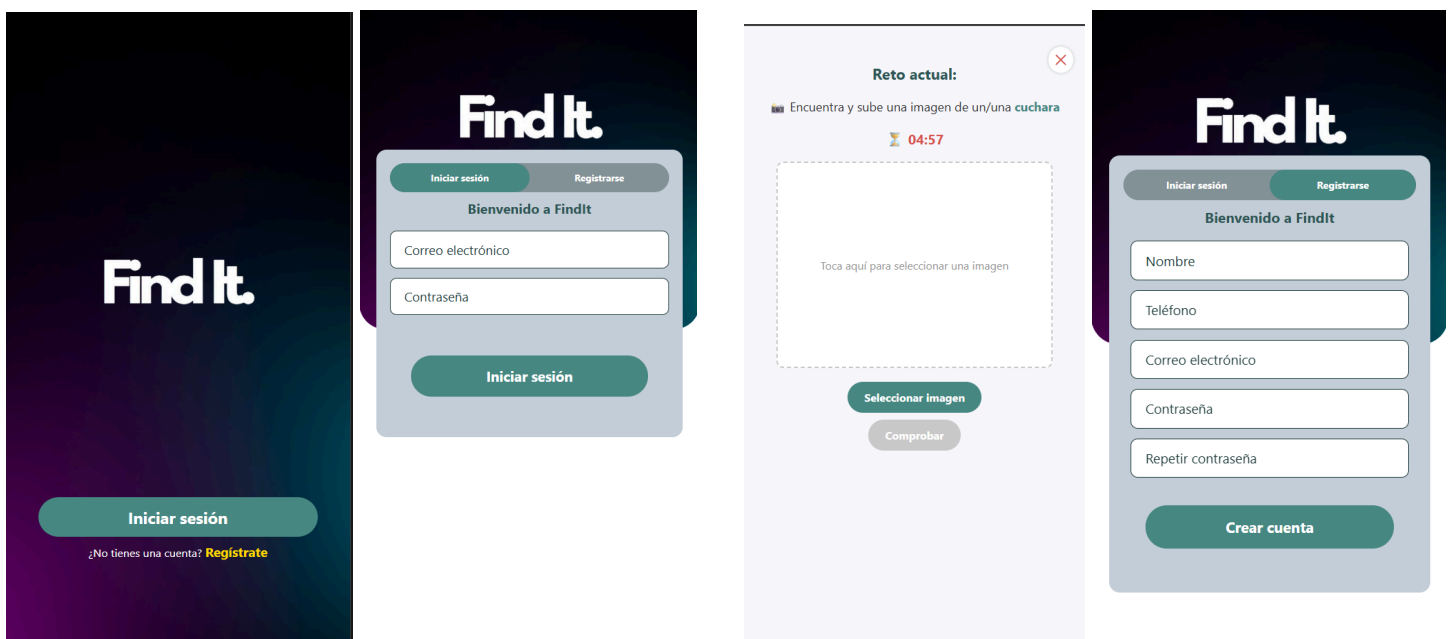 Find It.
Iniciar sesión
¿No tienes una cuenta? Regístrate
Find It.
Iniciar sesión
Registrarse
Bienvenido a FindIt
Correo electrónico
Contraseña
Iniciar sesión
Reto actual:
📸 Encuentra y sube una imagen de un/una cuchara
⏳ 04:57
Toca aquí para seleccionar una imagen
Seleccionar imagen
Comprobar
Find It.
Iniciar sesión
Registrarse
Bienvenido a FindIt
Nombre
Teléfono
Correo electrónico
Contraseña
Repetir contraseña
Crear cuenta